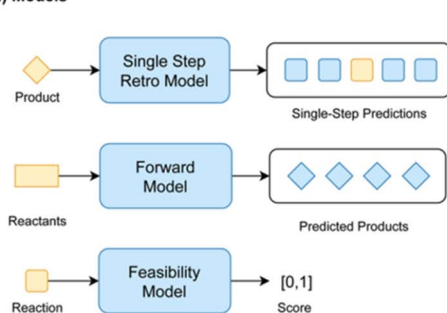 Models
Single Step
Retro Model
Product
Single-Step Predictions
Forward
Model
Reactants
Predicted Products
Feasibility
Model
[0,1]
Reaction
Score